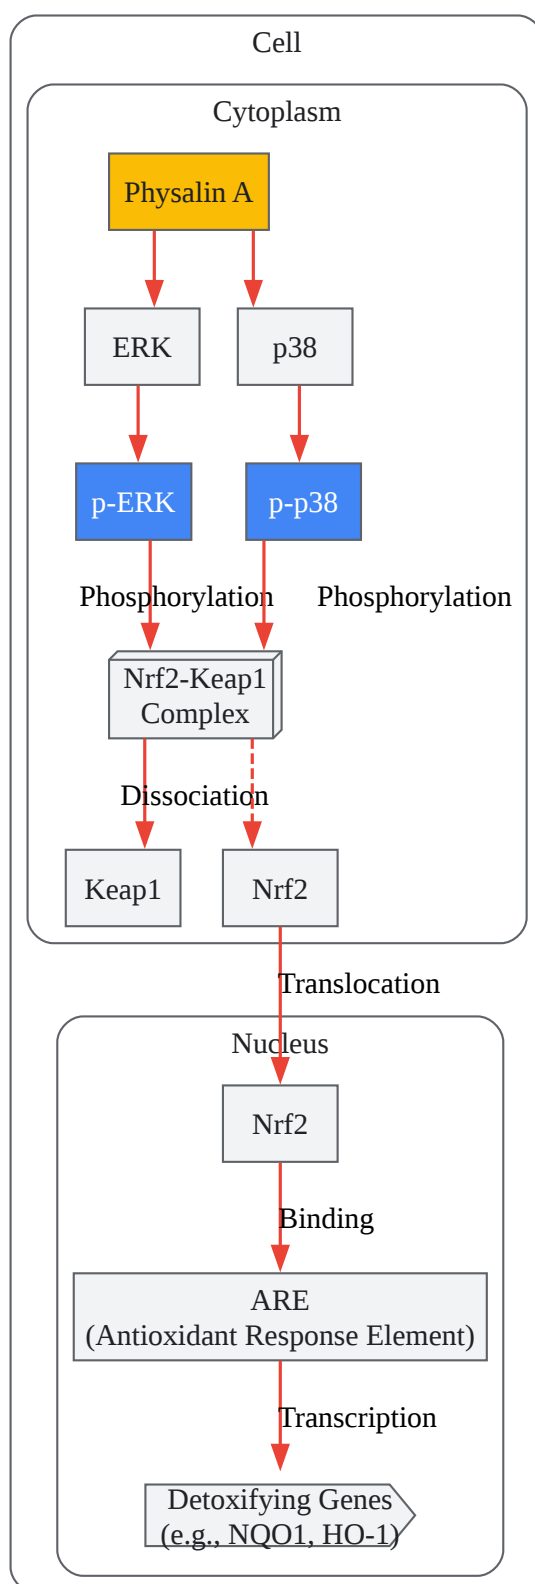 Cell
Cytoplasm
Physalin A
ERK
p38
p-ERK
p-p38
Phosphorylation
Phosphorylation
Nrf2-Keap1
Complex
Dissociation
Keap1
Nrf2
Translocation
Nucleus
Nrf2
Binding
ARE
(Antioxidant Response Element)
Transcription
Detoxifying Genes
(e.g., NQO1, HO-1)